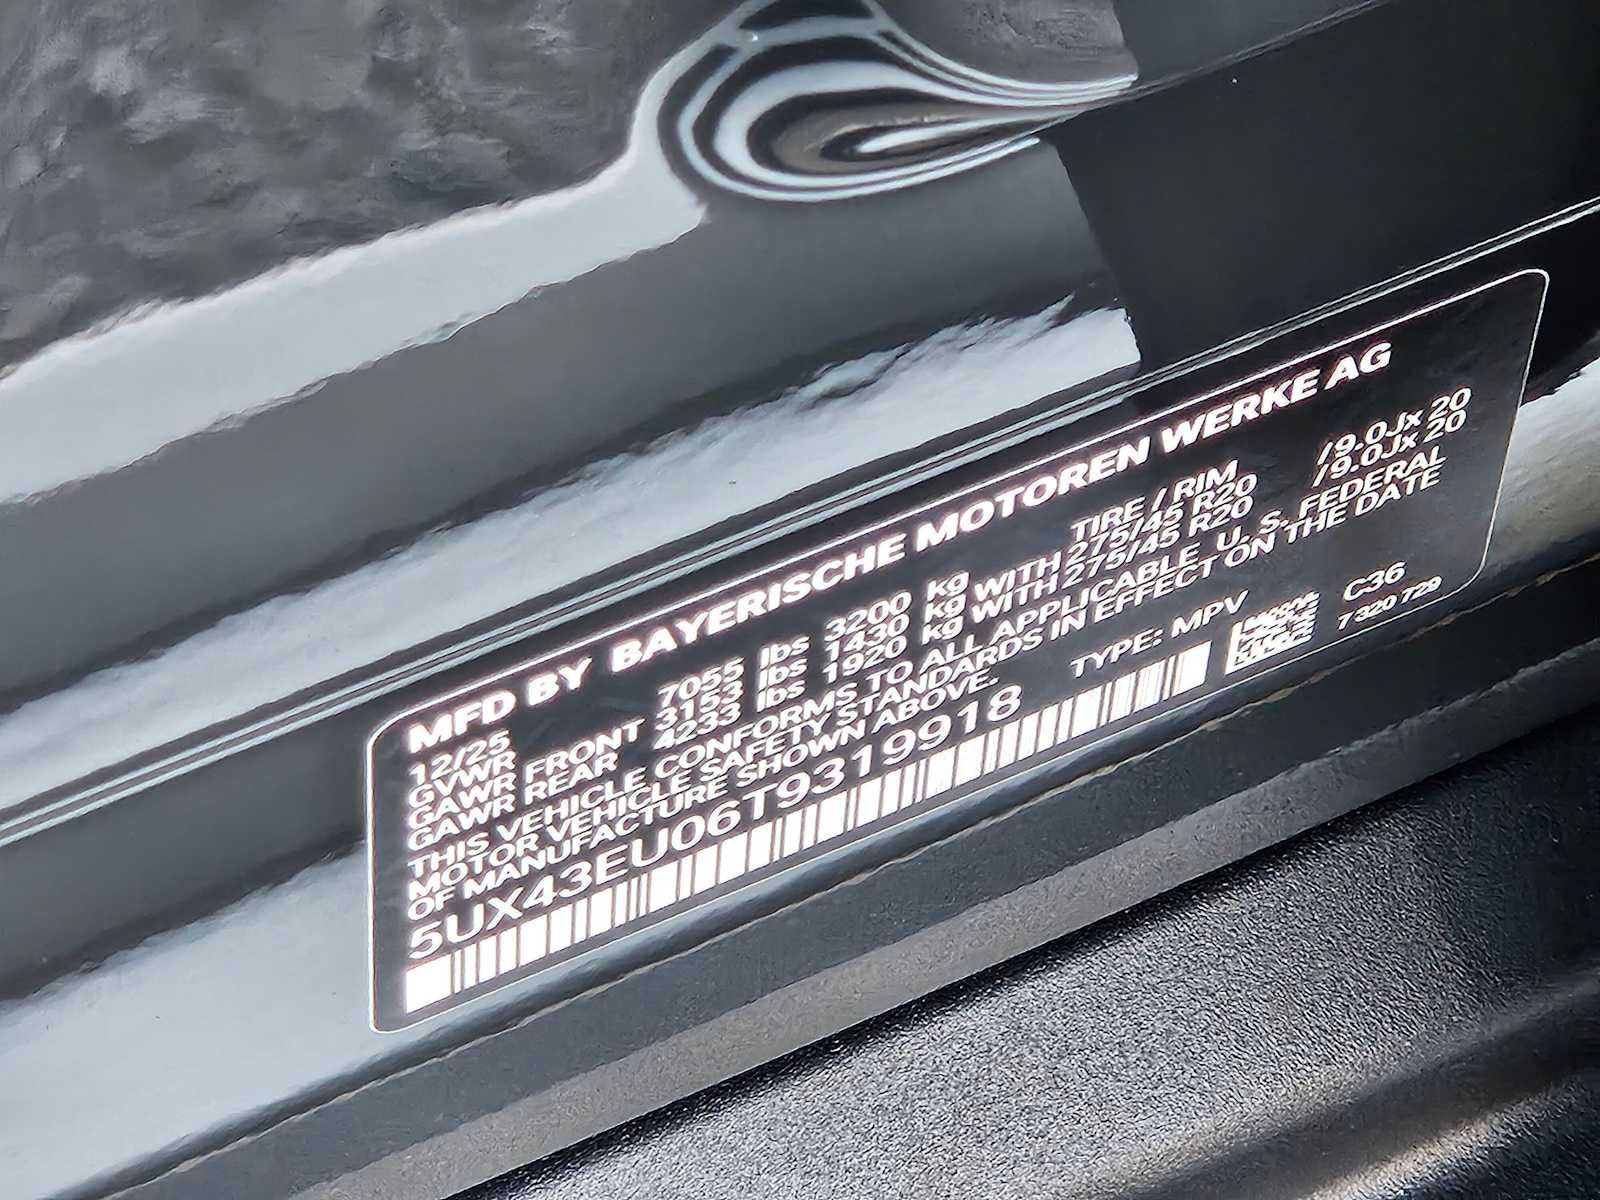 MFD BY BAYERISCHE MOTOREN WERKE AG
12/25 TIRE / RIM
GVWR 7055 lbs 3200 kg
GAWR FRONT 3153 lbs 1430 kg WITH 275/45 R20 /9.0Jx 20
GAWR REAR 4233 lbs 1920 kg WITH 275/45 R20 /9.0Jx 20
THIS VEHICLE CONFORMS TO ALL APPLICABLE U. S. FEDERAL
MOTOR VEHICLE SAFETY STANDARDS IN EFFECT ON THE DATE
OF MANUFACTURE SHOWN ABOVE.
5UX43EU06T9319918 TYPE: MPV
C36
7 320 729